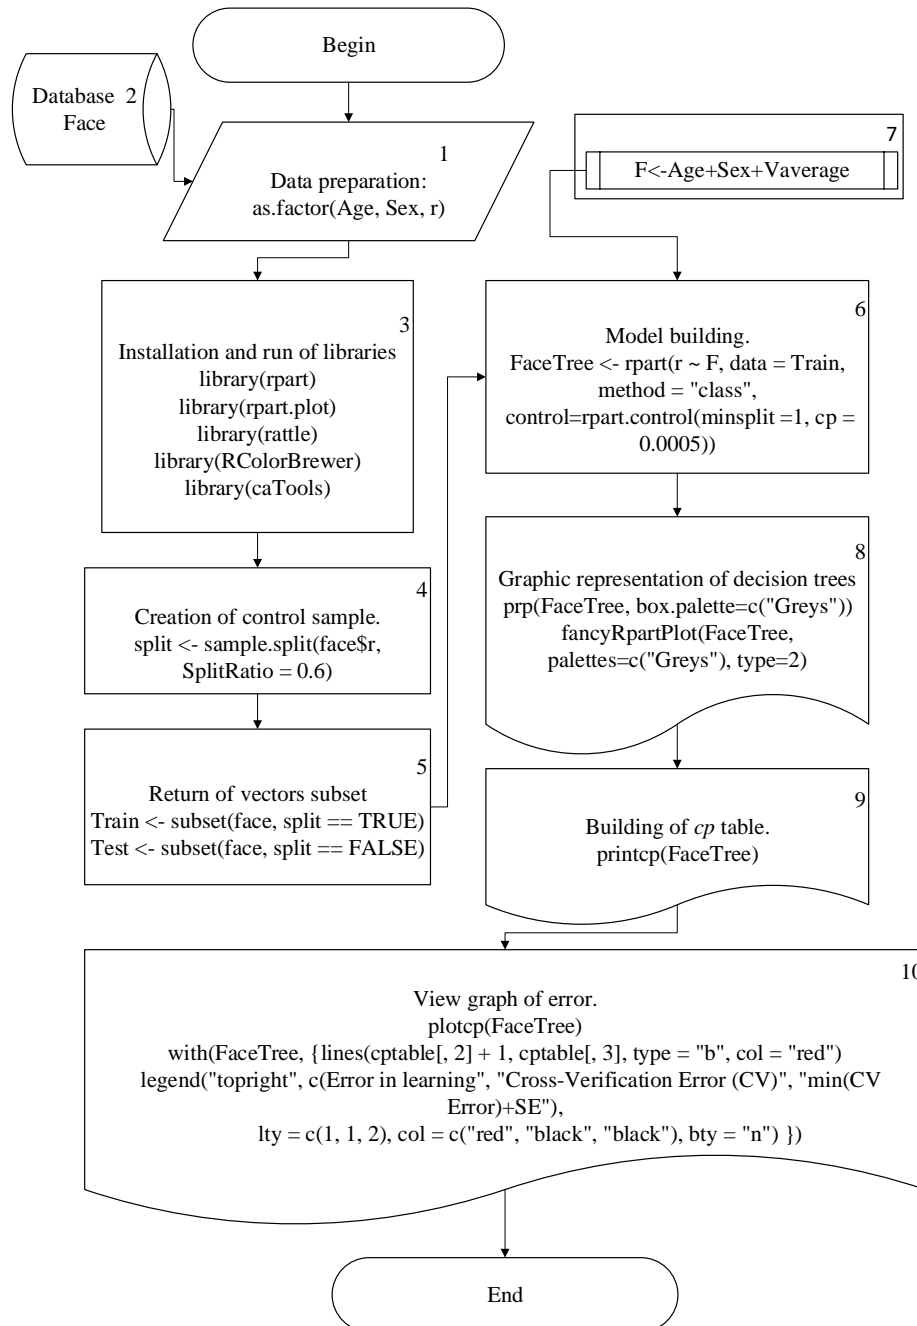 Begin
Database 2
Face
1
Data preparation:
as.factor(Age, Sex, r)
3
Installation and run of libraries
library(rpart)
library(rpart.plot)
library(rattle)
library(RColorBrewer)
library(caTools)
4
Creation of control sample.
split <- sample.split(face$r,
SplitRatio = 0.6)
5
Return of vectors subset
Train <- subset(face, split == TRUE)
Test <- subset(face, split == FALSE)
7
F<-Age+Sex+Vaverage
6
Model building.
FaceTree <- rpart(r ~ F, data = Train,
method = "class",
control=rpart.control(minsplit =1, cp =
0.0005))
8
Graphic representation of decision trees
prp(FaceTree, box.palette=c("Greys"))
fancyRpartPlot(FaceTree,
palettes=c("Greys"), type=2)
9
Building of cp table.
printcp(FaceTree)
10
View graph of error.
plotcp(FaceTree)
with(FaceTree, {lines(cptable[, 2] + 1, cptable[, 3], type = "b", col = "red")
legend("topright", c(Error in learning", "Cross-Verification Error (CV)", "min(CV
Error)+SE"),
lty = c(1, 1, 2), col = c("red", "black", "black"), bty = "n") })
End